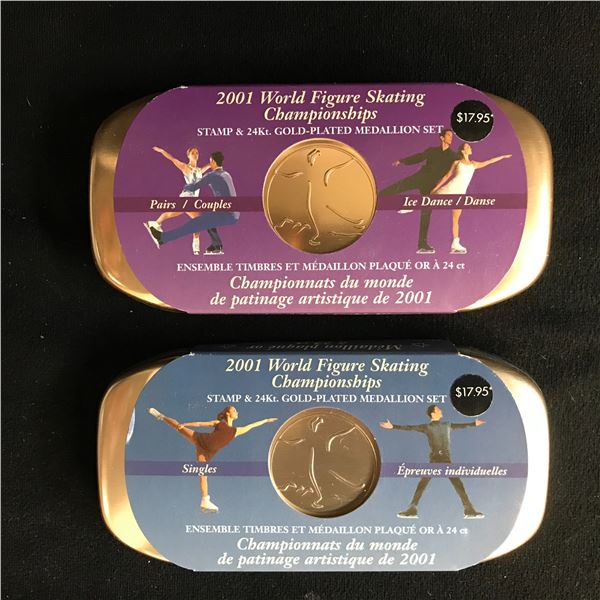 2001 World Figure Skating
Championships
$17.95*
STAMP & 24Kt. GOLD-PLATED MEDALLION SET
Pairs / Couples
Ice Dance / Danse
ENSEMBLE TIMBRES ET MÉDAILLON PLAQUÉ OR À 24 ct
Championnats du monde
de patinage artistique de 2001
Médaillon plaqué or
2001 World Figure Skating
Championships
$17.95*
STAMP & 24Kt. GOLD-PLATED MEDALLION SET
Singles
Épreuves individuelles
ENSEMBLE TIMBRES ET MÉDAILLON PLAQUÉ OR À 24 ct
Championnats du monde
de patinage artistique de 2001